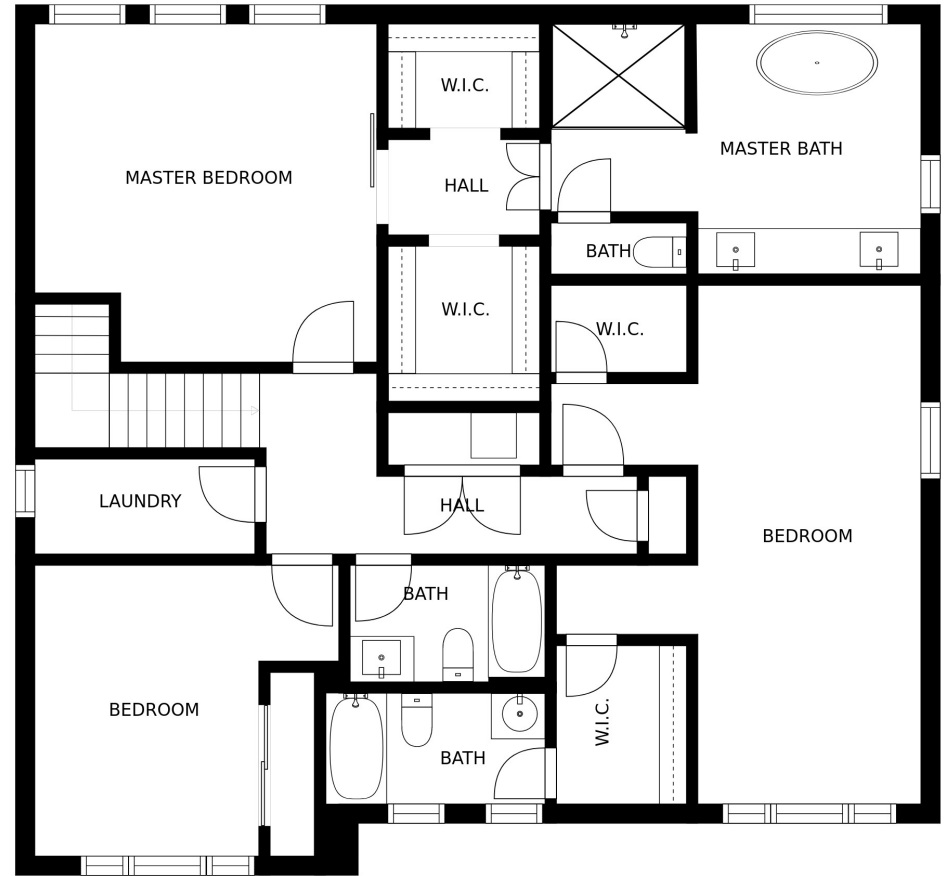 W.I.C.
MASTER BATH
MASTER BEDROOM
HALL
BATH
W.I.C.
W.I.C.
LAUNDRY
HALL
BEDROOM
BATH
BEDROOM
W.I.C.
BATH